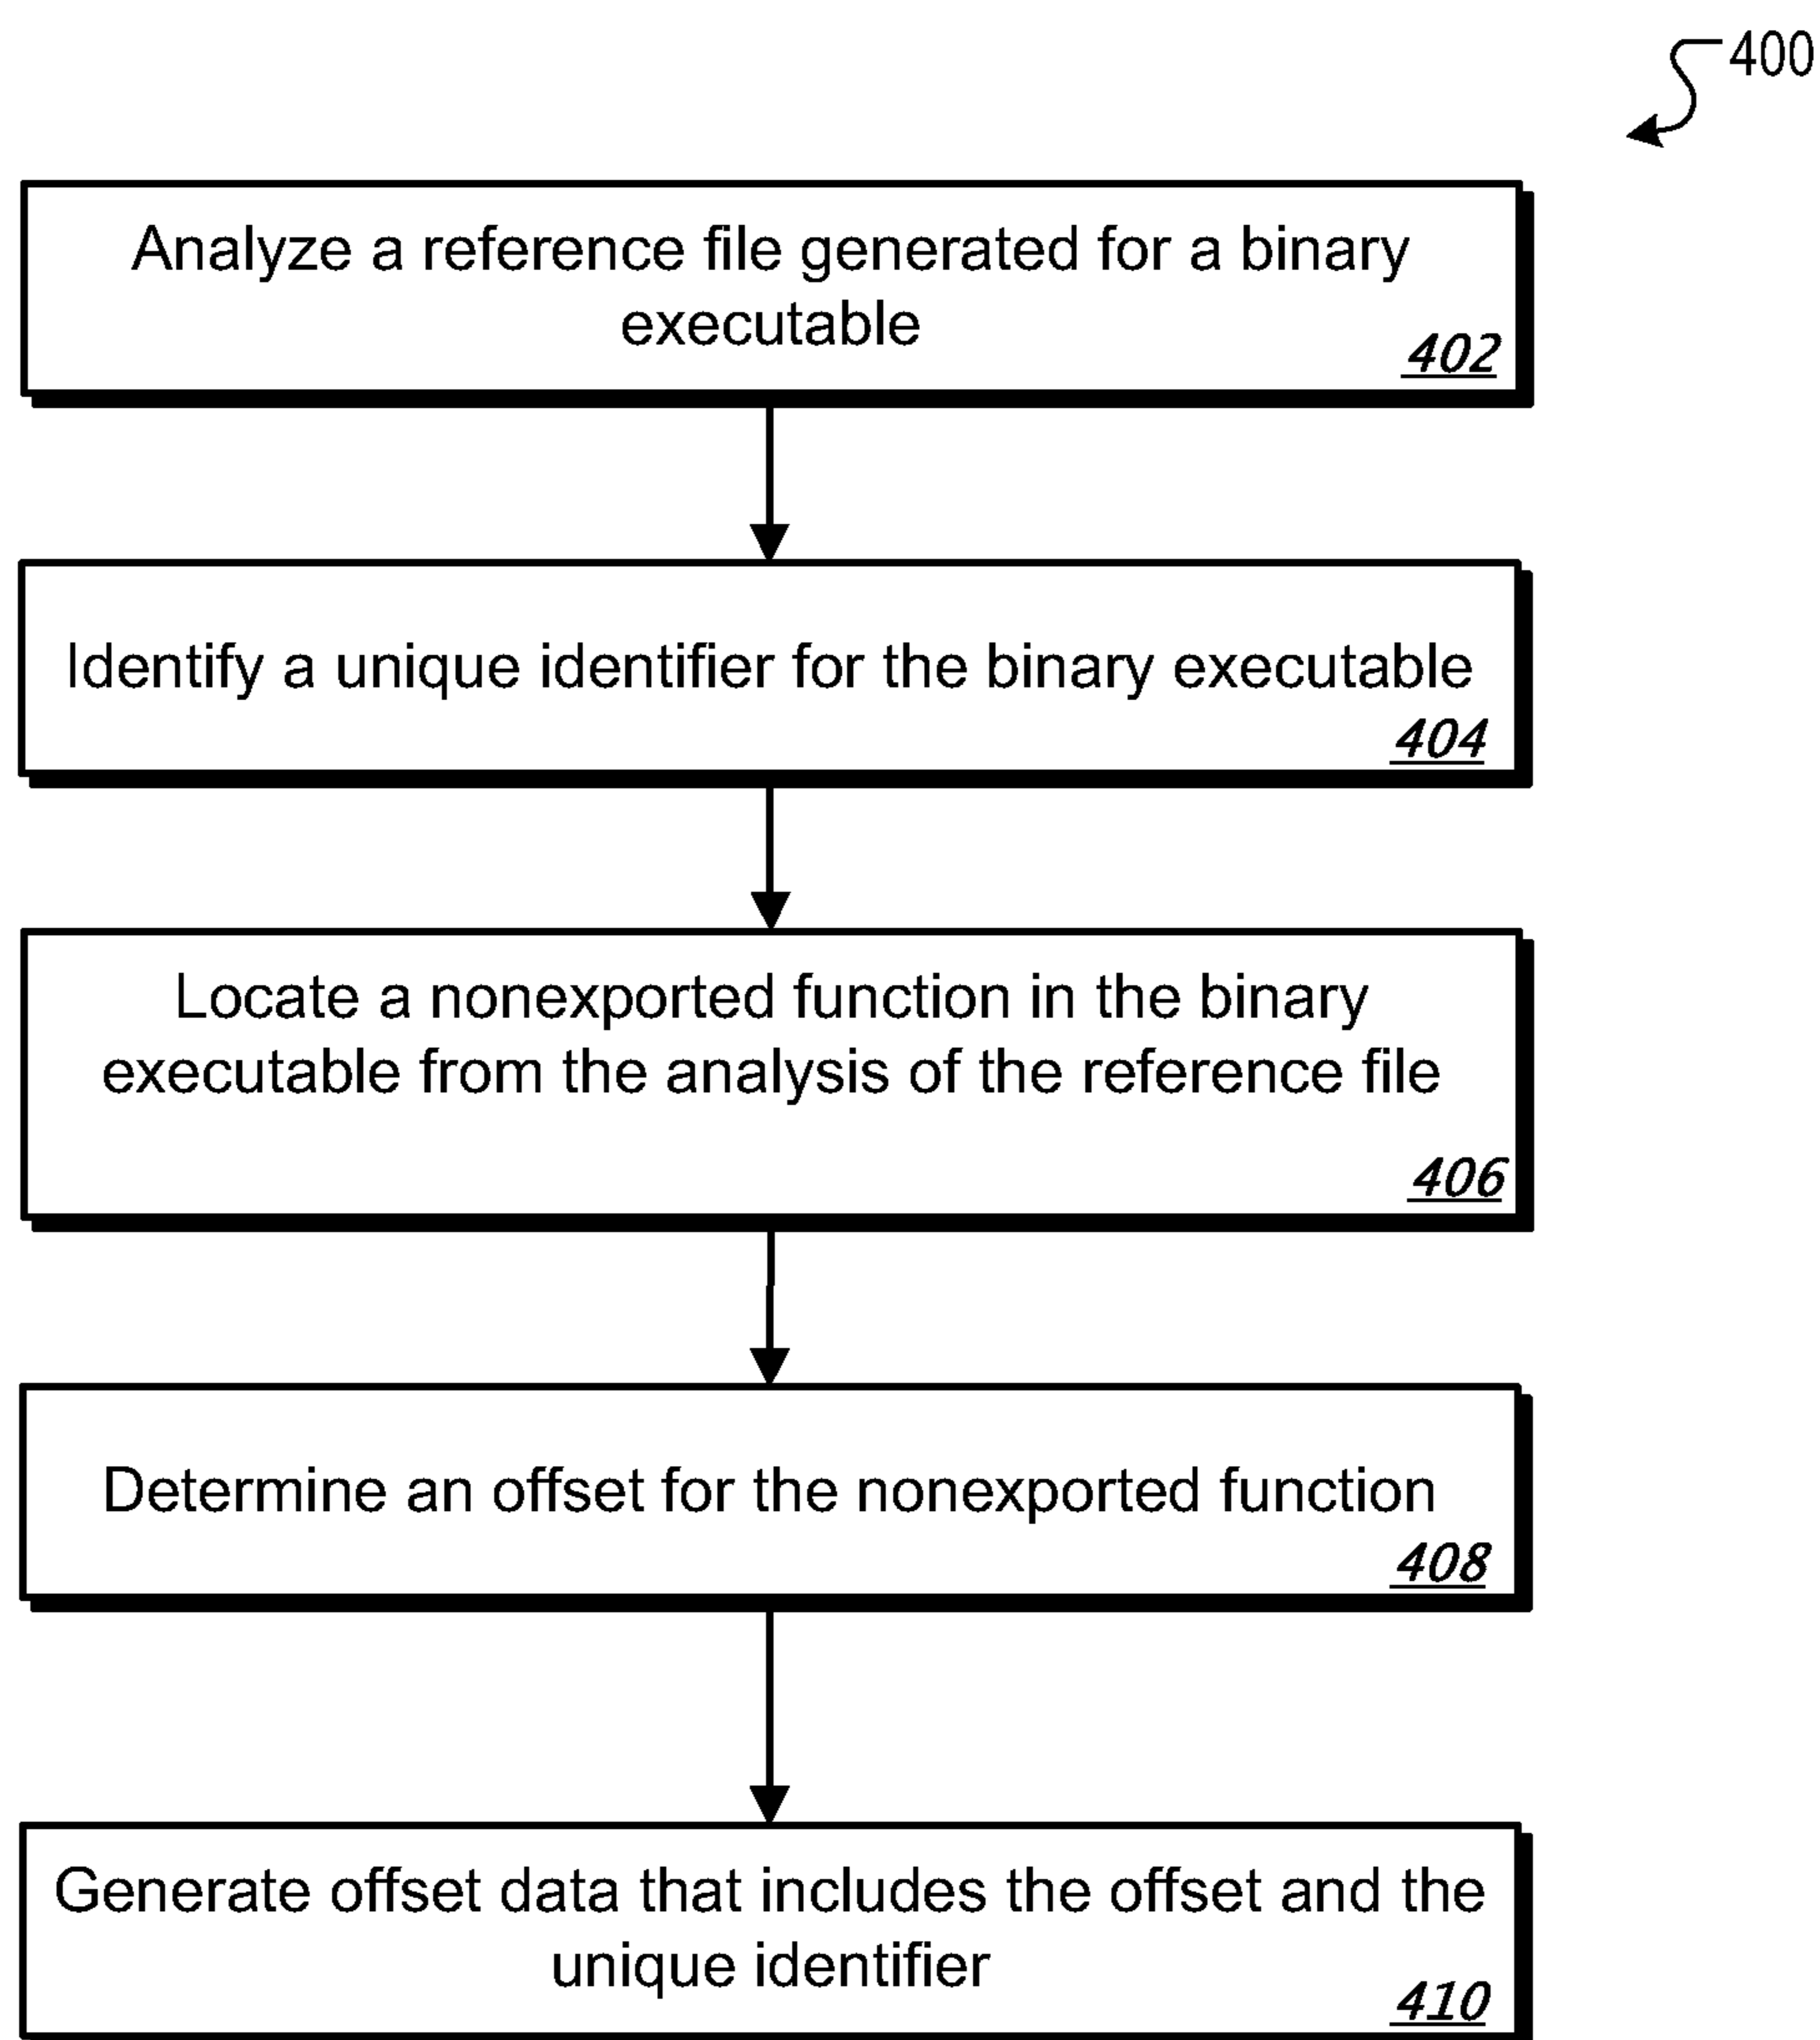 400
Analyze a reference file generated for a binary
executable
402
Identify a unique identifier for the binary executable
404
Locate a nonexported function in the binary
executable from the analysis of the reference file
406
Determine an offset for the nonexported function
408
Generate offset data that includes the offset and the
unique identifier
410